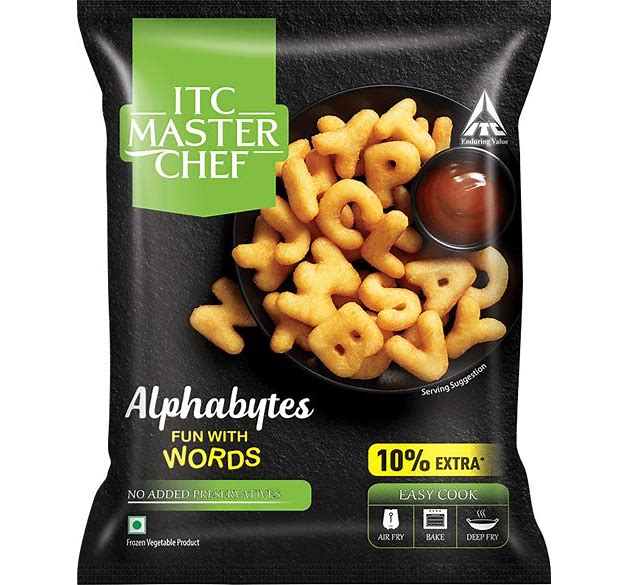 ITC
MASTER
CHEF
ITC
Enduring Value
Serving Suggestion
Alphabytes
FUN WITH
WORDS
10% EXTRA*
NO ADDED PRESERVATIVES
EASY COOK
AIR FRY
BAKE
DEEP FRY
Frozen Vegetable Product